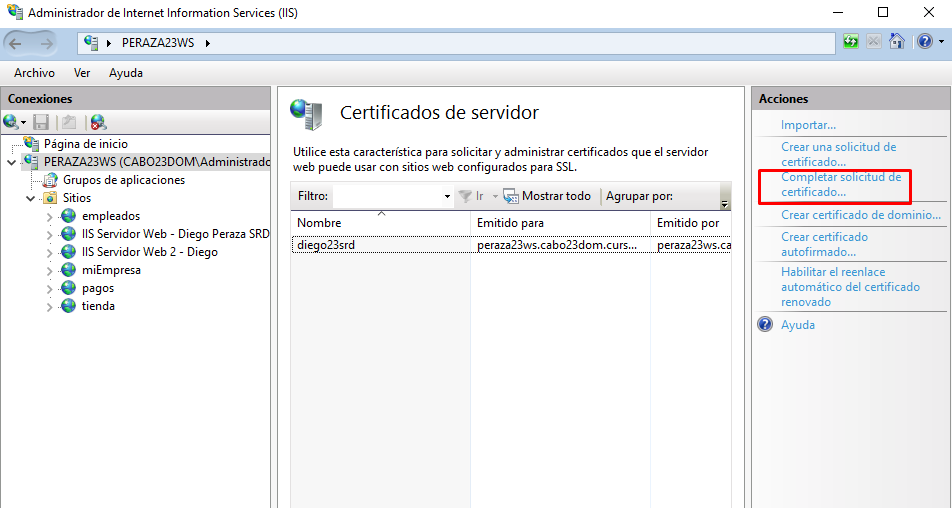 Administrador de Internet Information Services (IIS)
PERAZA23WS
Archivo Ver Ayuda
Conexiones
Página de inicio
PERAZA23WS (CABO23DOM\Administrado
Grupos de aplicaciones
Sitios
empleados
IIS Servidor Web - Diego Peraza SRD
IIS Servidor Web 2 - Diego
miEmpresa
pagos
tienda
Certificados de servidor
Utilice esta característica para solicitar y administrar certificados que el servidor
web puede usar con sitios web configurados para SSL.
Filtro: Ir Mostrar todo Agrupar por:
Nombre Emitido para Emitido por
diego23srd peraza23ws.cabo23dom.curs... peraza23ws.ca
Acciones
Importar...
Crear una solicitud de
certificado...
Completar solicitud de
certificado...
Crear certificado de dominio...
Crear certificado
autofirmado...
Habilitar el reenlace
automático del certificado
renovado
Ayuda